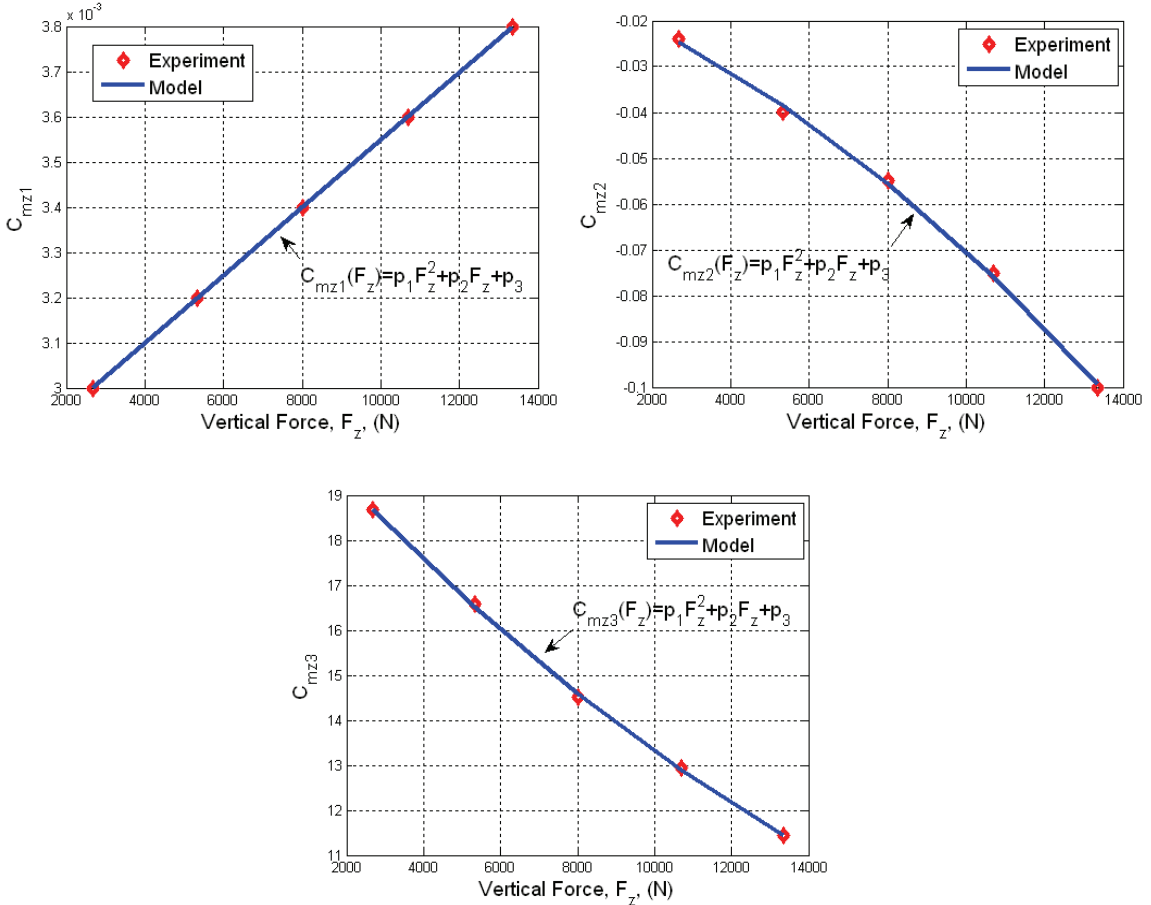 x 10⁻³
3.8
3.7
3.6
3.5
3.4
3.3
3.2
3.1
3
C_mz1
Experiment
Model
C_mz1(F_z)=p_1F_z^2+p_2F_z+p_3
2000 4000 6000 8000 10000 12000 14000
Vertical Force, F_z, (N)
-0.02
-0.03
-0.04
-0.05
-0.06
-0.07
-0.08
-0.09
-0.1
C_mz2
Experiment
Model
C_mz2(F_z)=p_1F_z^2+p_2F_z+p_3
2000 4000 6000 8000 10000 12000 14000
Vertical Force, F_z, (N)
19
18
17
16
15
14
13
12
11
C_mz3
Experiment
Model
C_mz3(F_z)=p_1F_z^2+p_2F_z+p_3
2000 4000 6000 8000 10000 12000 14000
Vertical Force, F_z, (N)